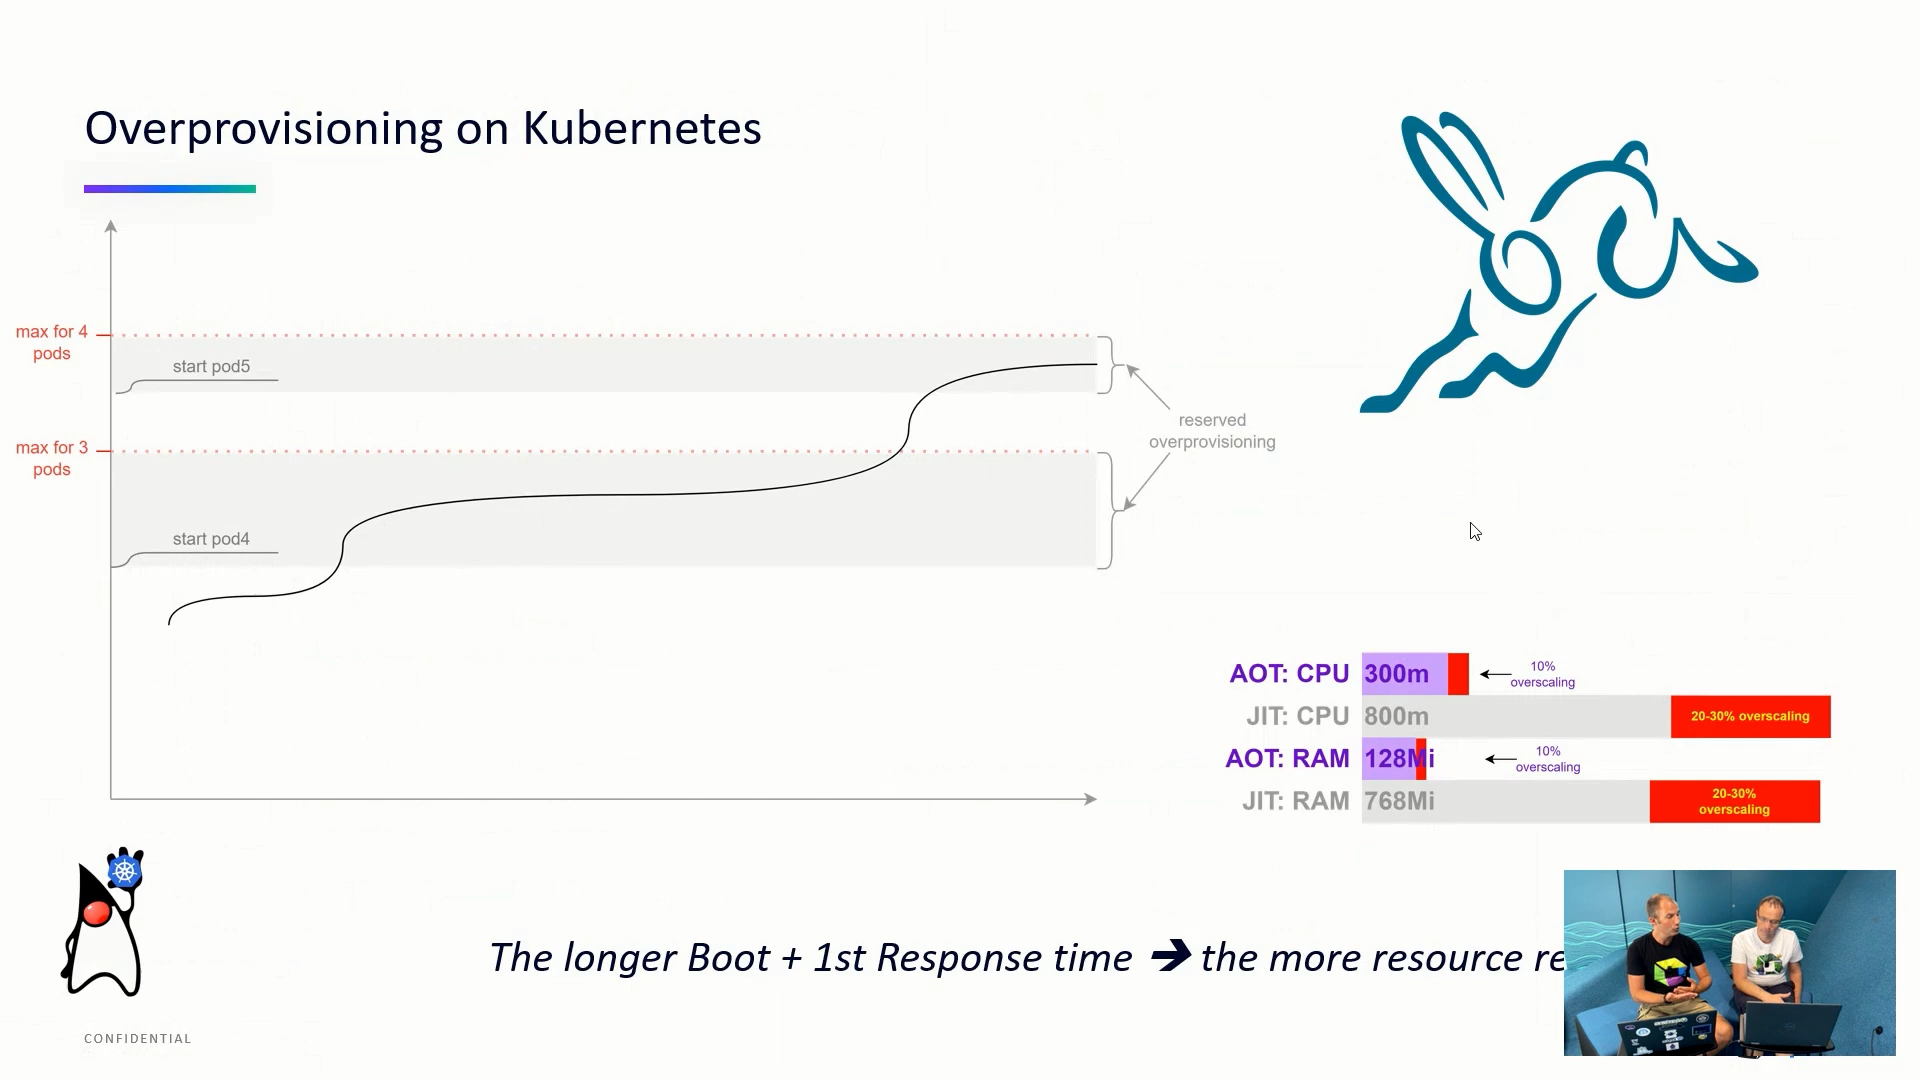 Overprovisioning on Kubernetes
max for 4
pods
start pod5
max for 3
pods
start pod4
reserved
overprovisioning
AOT: CPU 300m
10%
overscaling
JIT: CPU 800m
20-30% overscaling
AOT: RAM 128Mi
10%
overscaling
JIT: RAM 768Mi
20-30%
overscaling
The longer Boot + 1st Response time ➔ the more resource re
CONFIDENTIAL